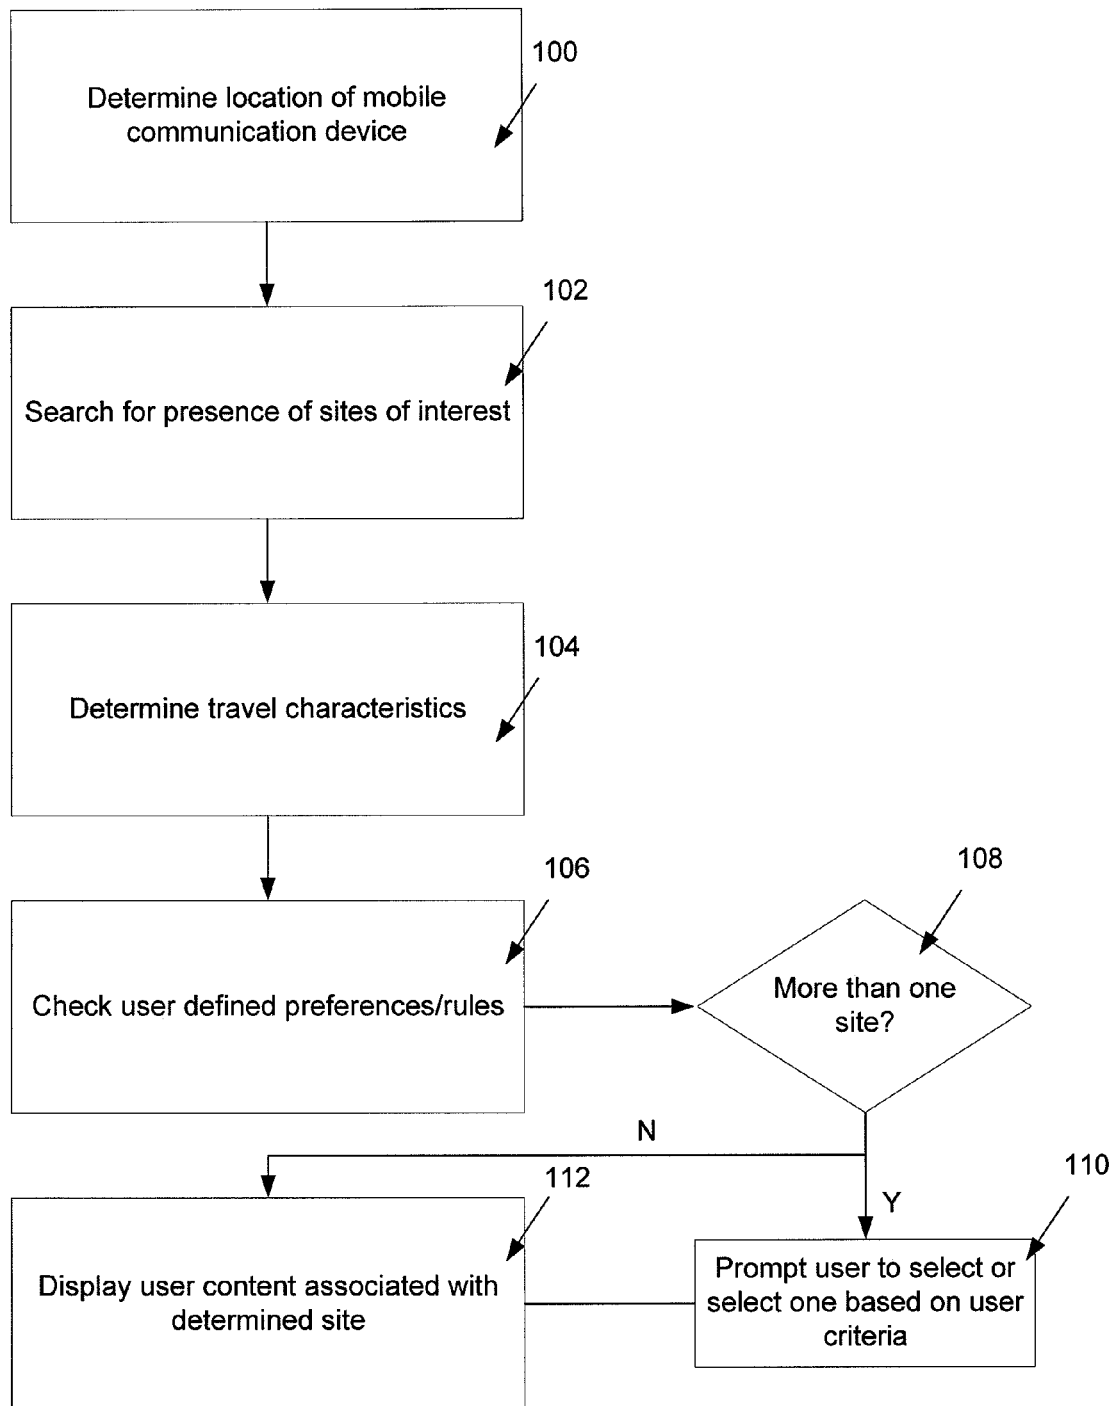 100
Determine location of mobile
communication device
102
Search for presence of sites of interest
104
Determine travel characteristics
106
Check user defined preferences/rules
108
More than one
site?
N
Y
110
Prompt user to select or
select one based on user
criteria
112
Display user content associated with
determined site